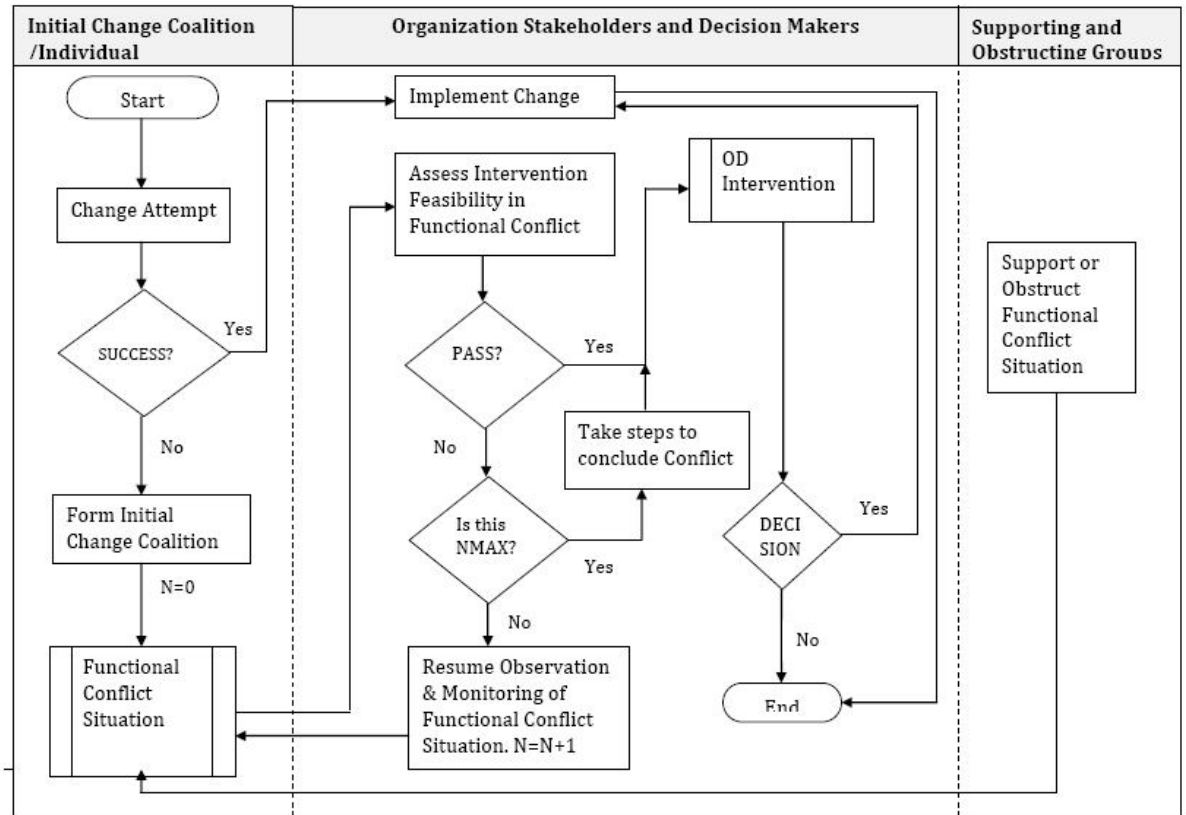 Initial Change Coalition
/Individual
Organization Stakeholders and Decision Makers
Supporting and
Obstructing Groups
Start
Change Attempt
SUCCESS?
Yes
No
Form Initial
Change Coalition
N=0
Functional
Conflict
Situation
Implement Change
Assess Intervention
Feasibility in
Functional Conflict
PASS?
Yes
No
Take steps to
conclude Conflict
Is this
NMAX?
Yes
No
Resume Observation
& Monitoring of
Functional Conflict
Situation. N=N+1
OD
Intervention
DECI
SION
Yes
No
End
Support or
Obstruct
Functional
Conflict
Situation